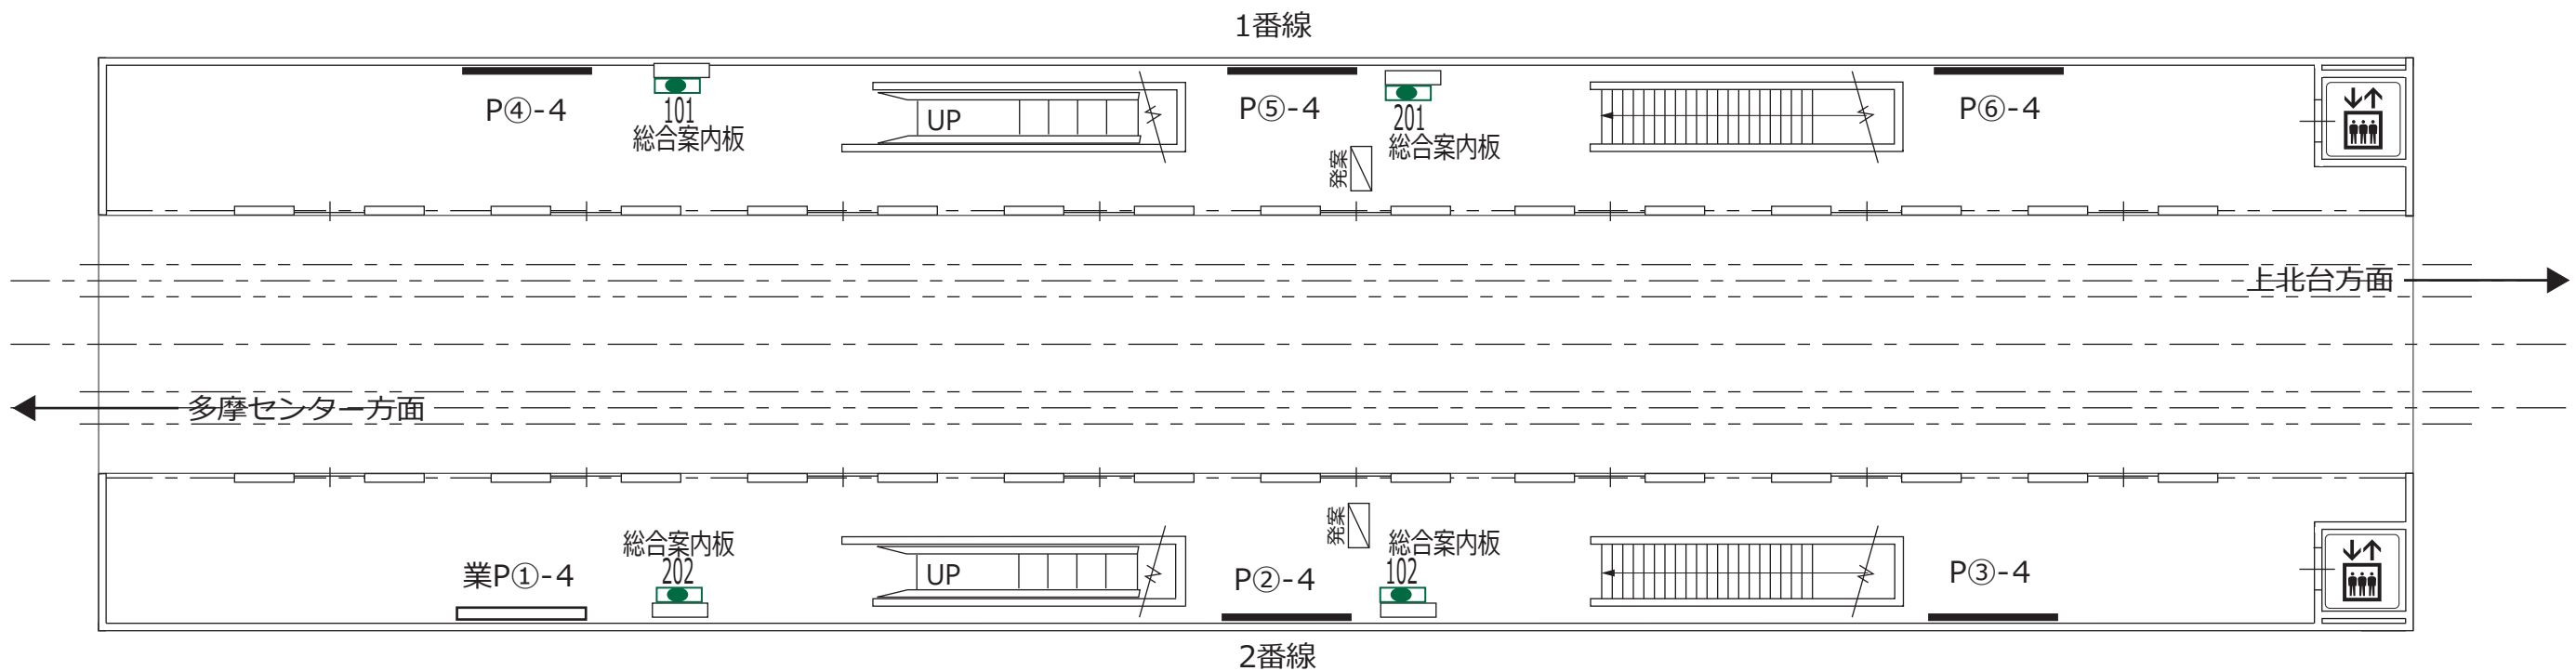 1番線
P④-4
101
総合案内板
UP
P⑤-4
201
総合案内板
発案
P⑥-4
上北台方面
多摩センター方面
業P①-4
総合案内板
202
UP
P②-4
発案
総合案内板
102
P③-4
2番線